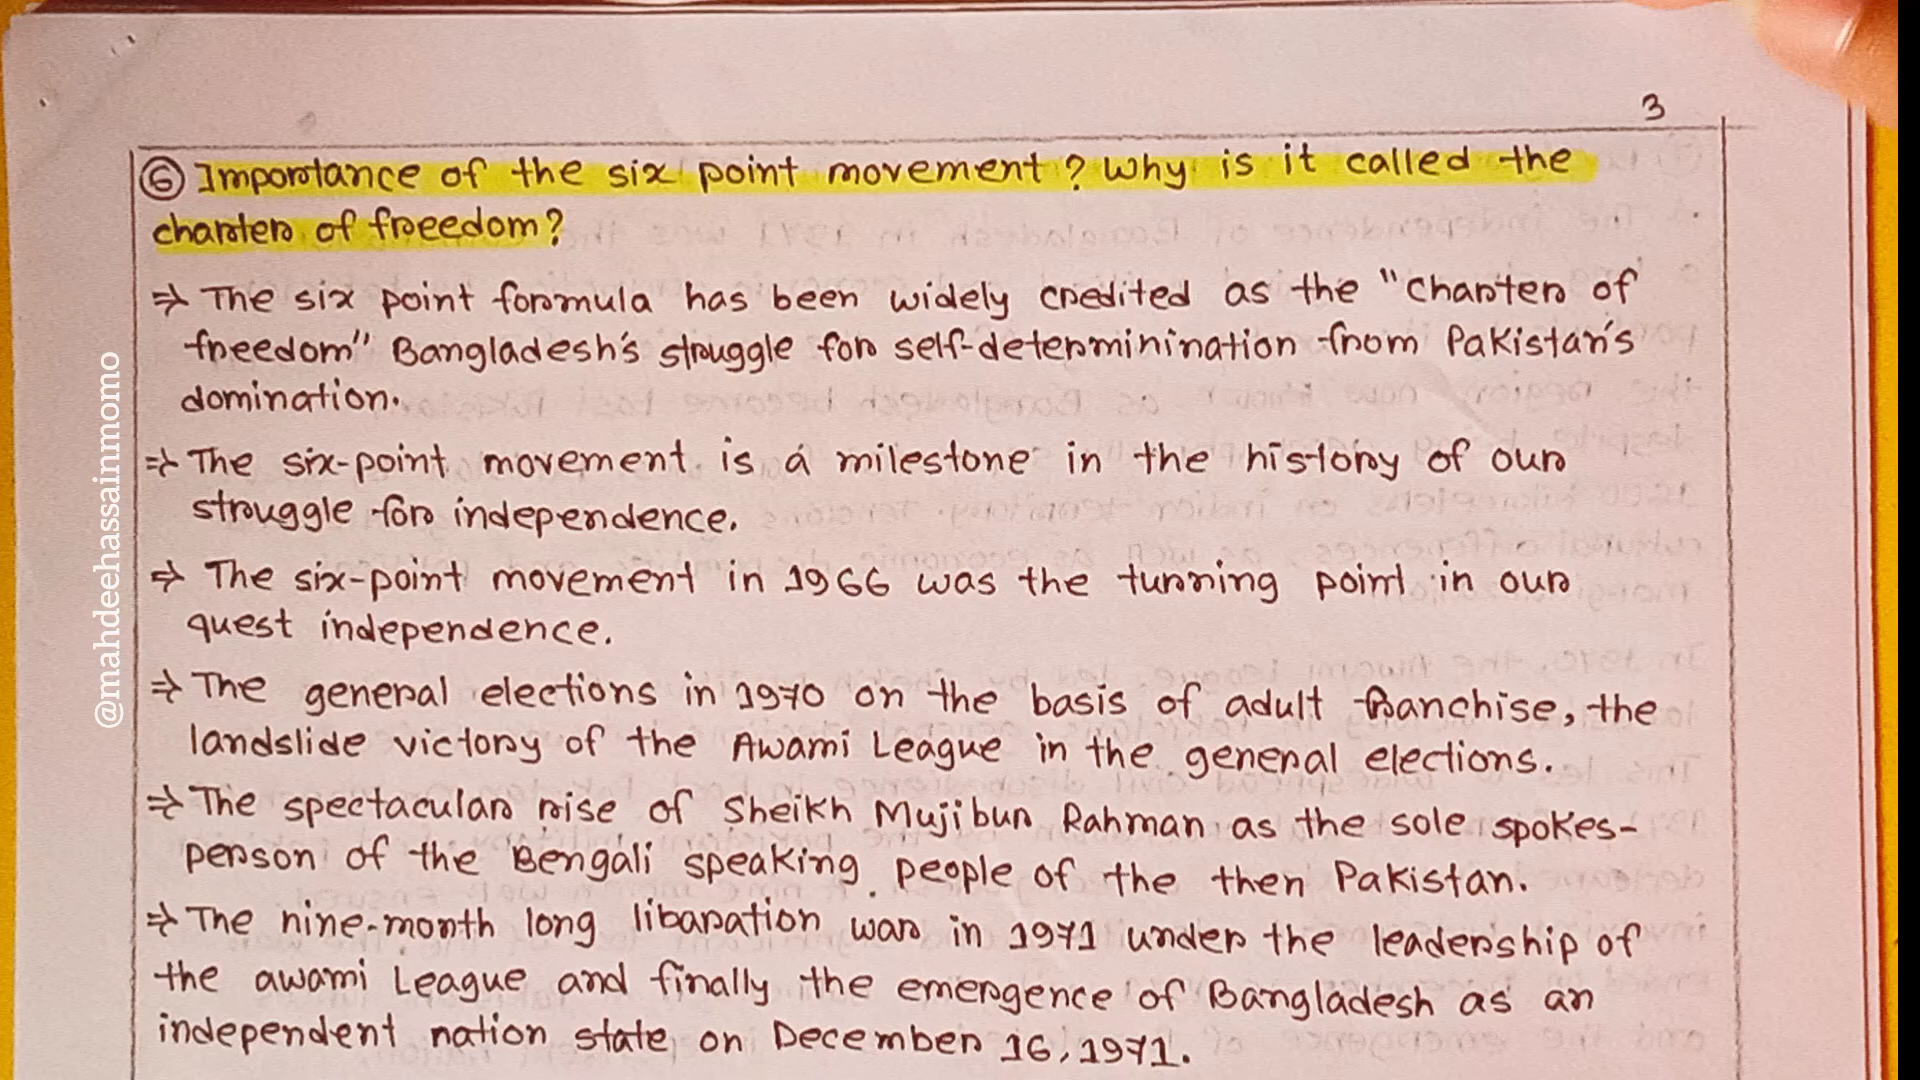 3
6 Importance of the six point movement? Why is it called the
charter of freedom?
⇒ The six point formula has been widely credited as the "charter of
freedom" Bangladesh's struggle for self-determinination from Pakistan's
domination.
⇒ The six-point movement is a milestone in the history of our
struggle for independence.
⇒ The six-point movement in 1966 was the turning point in our
quest independence.
⇒ The general elections in 1970 on the basis of adult franchise, the
landslide victory of the Awami League in the general elections.
⇒ The spectacular rise of Sheikh Mujibur Rahman as the sole spokes-
person of the Bengali speaking people of the then Pakistan.
⇒ The nine-month long libaration war in 1971 under the leadership of
the awami League and finally the emergence of Bangladesh as an
independent nation state on December 16, 1971.
@mahdeehassainmomo